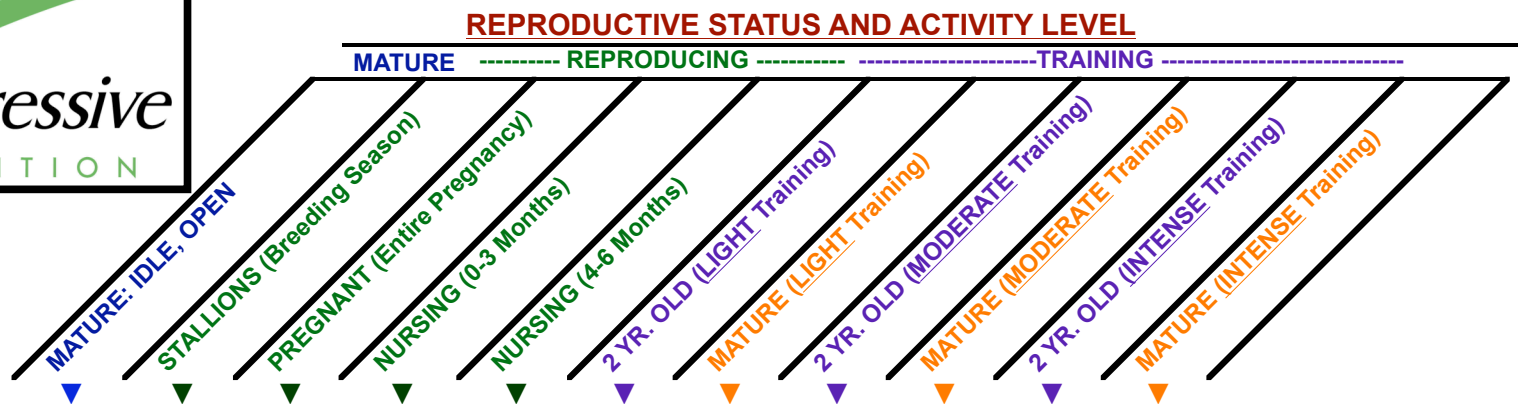 REPRODUCTIVE STATUS AND ACTIVITY LEVEL
MATURE ---------- REPRODUCING ----------- ----------------------TRAINING ------------------------------
essive
ITION
MATURE: IDLE, OPEN
STALLIONS (Breeding Season)
PREGNANT (Entire Pregnancy)
NURSING (0-3 Months)
NURSING (4-6 Months)
2 YR. OLD (LIGHT Training)
MATURE (LIGHT Training)
2 YR. OLD (MODERATE Training)
MATURE (MODERATE Training)
2 YR. OLD (INTENSE Training)
MATURE (INTENSE Training)